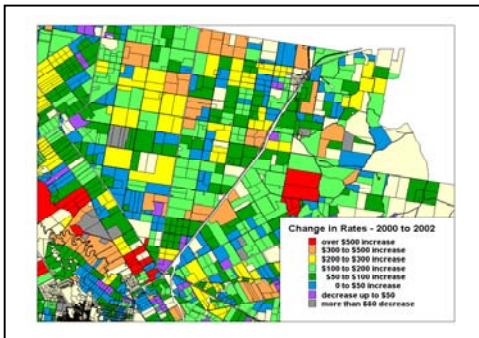 Change in Rates - 2000 to 2002
over $500 increase
$300 to $500 increase
$200 to $300 increase
$100 to $200 increase
$50 to $100 increase
0 to $50 increase
decrease up to $50
more than $50 decrease